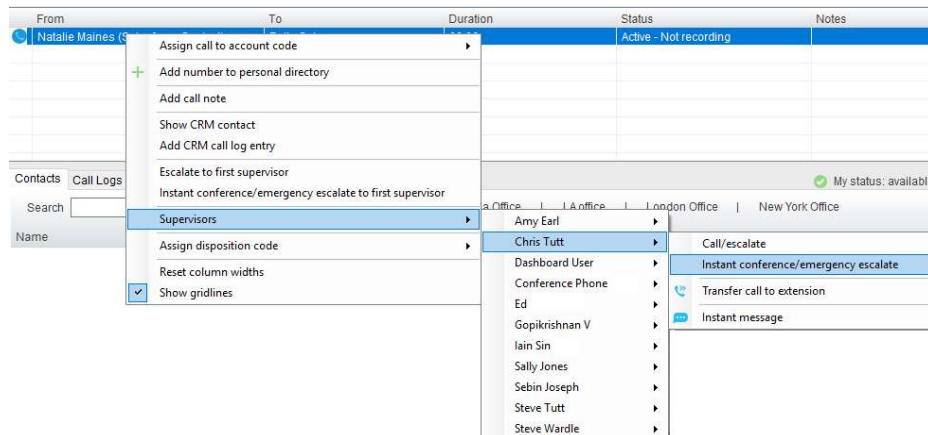 From To Duration Status Notes
Natalie Maines Active - Not recording
Assign call to account code
Add number to personal directory
Add call note
Show CRM contact
Add CRM call log entry
Escalate to first supervisor
Instant conference/emergency escalate to first supervisor
Supervisors
Assign disposition code
Reset column widths
Show gridlines
Contacts Call Logs
My status: availabl
Search
Office | LA office | London Office | New York Office
Name
Amy Earl
Chris Tutt
Dashboard User
Conference Phone
Ed
Gopikrishnan V
Iain Sin
Sally Jones
Sebin Joseph
Steve Tutt
Steve Wardle
Call/escalate
Instant conference/emergency escalate
Transfer call to extension
Instant message